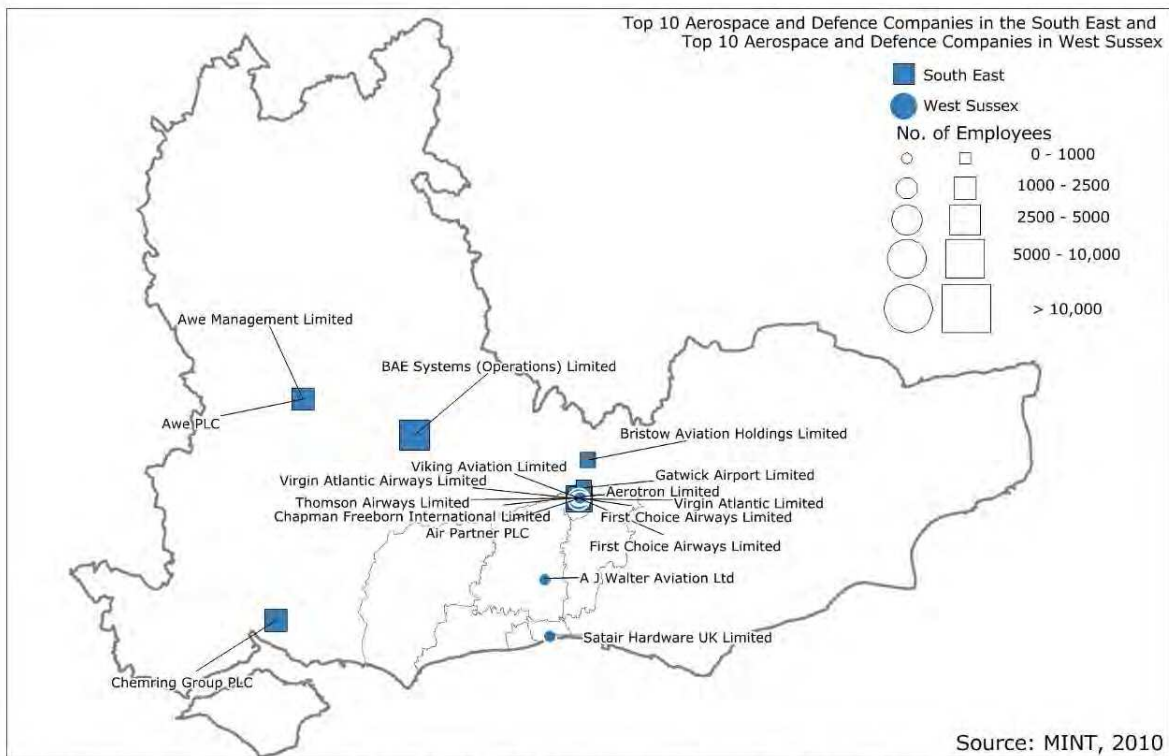 Top 10 Aerospace and Defence Companies in the South East and
Top 10 Aerospace and Defence Companies in West Sussex
South East
West Sussex
No. of Employees
0 - 1000
1000 - 2500
2500 - 5000
5000 - 10,000
> 10,000
Awe Management Limited
BAE Systems (Operations) Limited
Awe PLC
Bristow Aviation Holdings Limited
Viking Aviation Limited
Gatwick Airport Limited
Virgin Atlantic Airways Limited
Aerotron Limited
Thomson Airways Limited
Virgin Atlantic Limited
Chapman Freeborn International Limited
First Choice Airways Limited
Air Partner PLC
First Choice Airways Limited
A J Walter Aviation Ltd
Satair Hardware UK Limited
Chemring Group PLC
Source: MINT, 2010